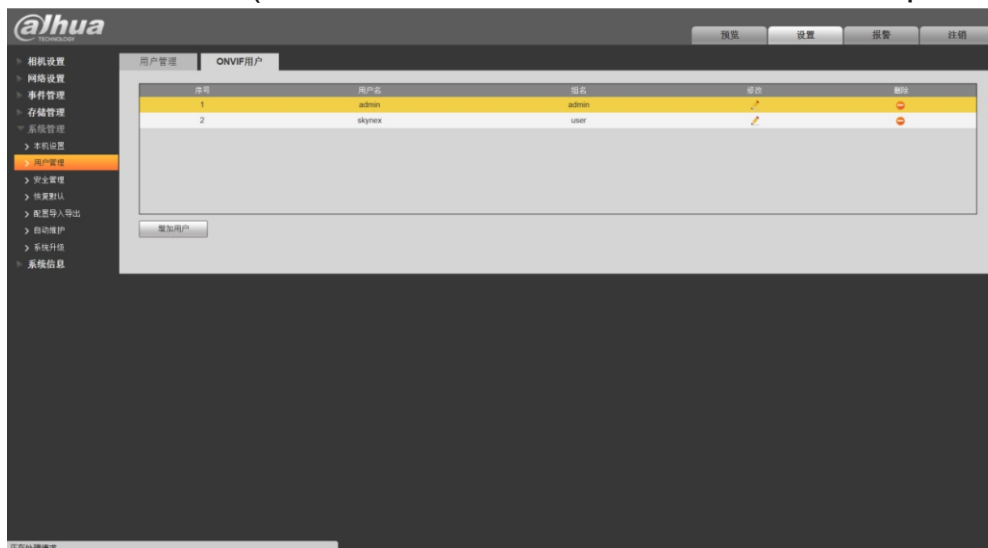 alhua
TECHNOLOGY
预览 设置 报警 注销
相机设置
网络设置
事件管理
存储管理
系统管理
本机设置
用户管理
安全管理
恢复默认
配置导入导出
自动维护
系统升级
系统信息
用户管理 ONVIF用户
序号 用户名 组名 修改 删除
1 admin admin
2 skynex user
增加用户